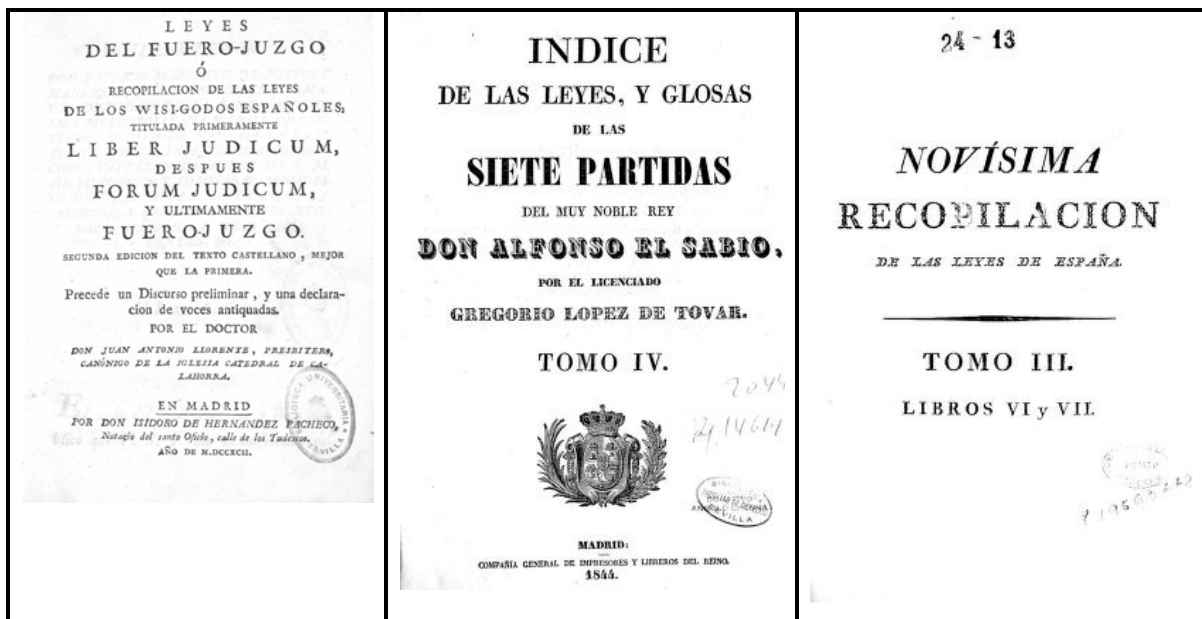 LEYES
DEL FUERO-JUZGO
Ó
RECOPILACION DE LAS LEYES
DE LOS WISI-GODOS ESPAÑOLES;
TITULADA PRIMERAMENTE
LIBER JUDICUM,
DESPUES
FORUM JUDICUM,
Y ULTIMAMENTE
FUERO-JUZGO.
SEGUNDA EDICION DEL TEXTO CASTELLANO, MEJOR
QUE LA PRIMERA.
Precede un Discurso preliminar, y una declara-
cion de voces antiquadas.
POR EL DOCTOR
DON JUAN ANTONIO LLORENTE, PRESBITERO,
CANÓNIGO DE LA IGLESIA CATEDRAL DE CA-
LAHORRA.
EN MADRID
POR DON ISIDORO DE HERNANDEZ PACHECO,
Notario del santo Oficio, calle de los Tudescos.
AÑO DE M.DCCXCII.
BIBLIOTECA UNIVERSITARIA
SEVILLA
INDICE
DE LAS LEYES, Y GLOSAS
DE LAS
SIETE PARTIDAS
DEL MUY NOBLE REY
DON ALFONSO EL SABIO,
POR EL LICENCIADO
GREGORIO LOPEZ DE TOVAR.
TOMO IV.
SEVILLA
MADRID:
COMPAÑÍA GENERAL DE IMPRESORES Y LIBREROS DEL REINO.
1844.
24 - 13
NOVÍSIMA
RECOPILACION
DE LAS LEYES DE ESPAÑA.
TOMO III.
LIBROS VI y VII.